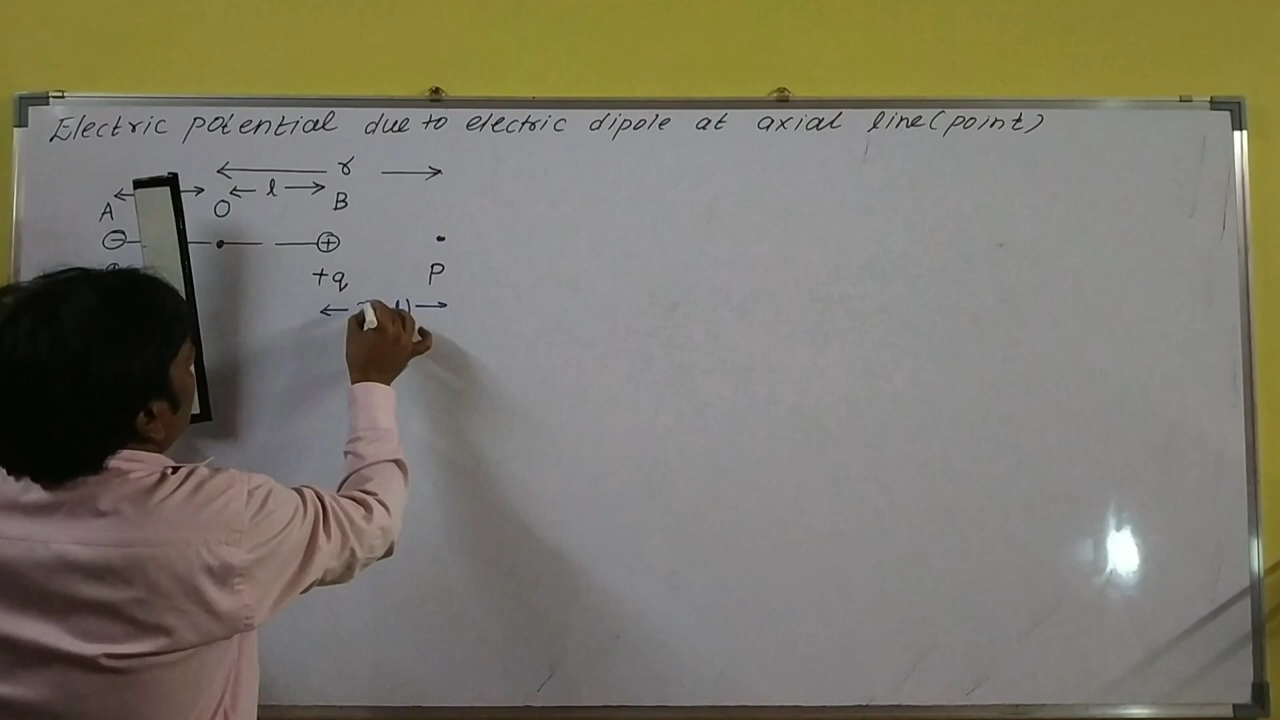 Electric potential due to electric dipole at axial line (point)
r
l
A O B
- +
+q P